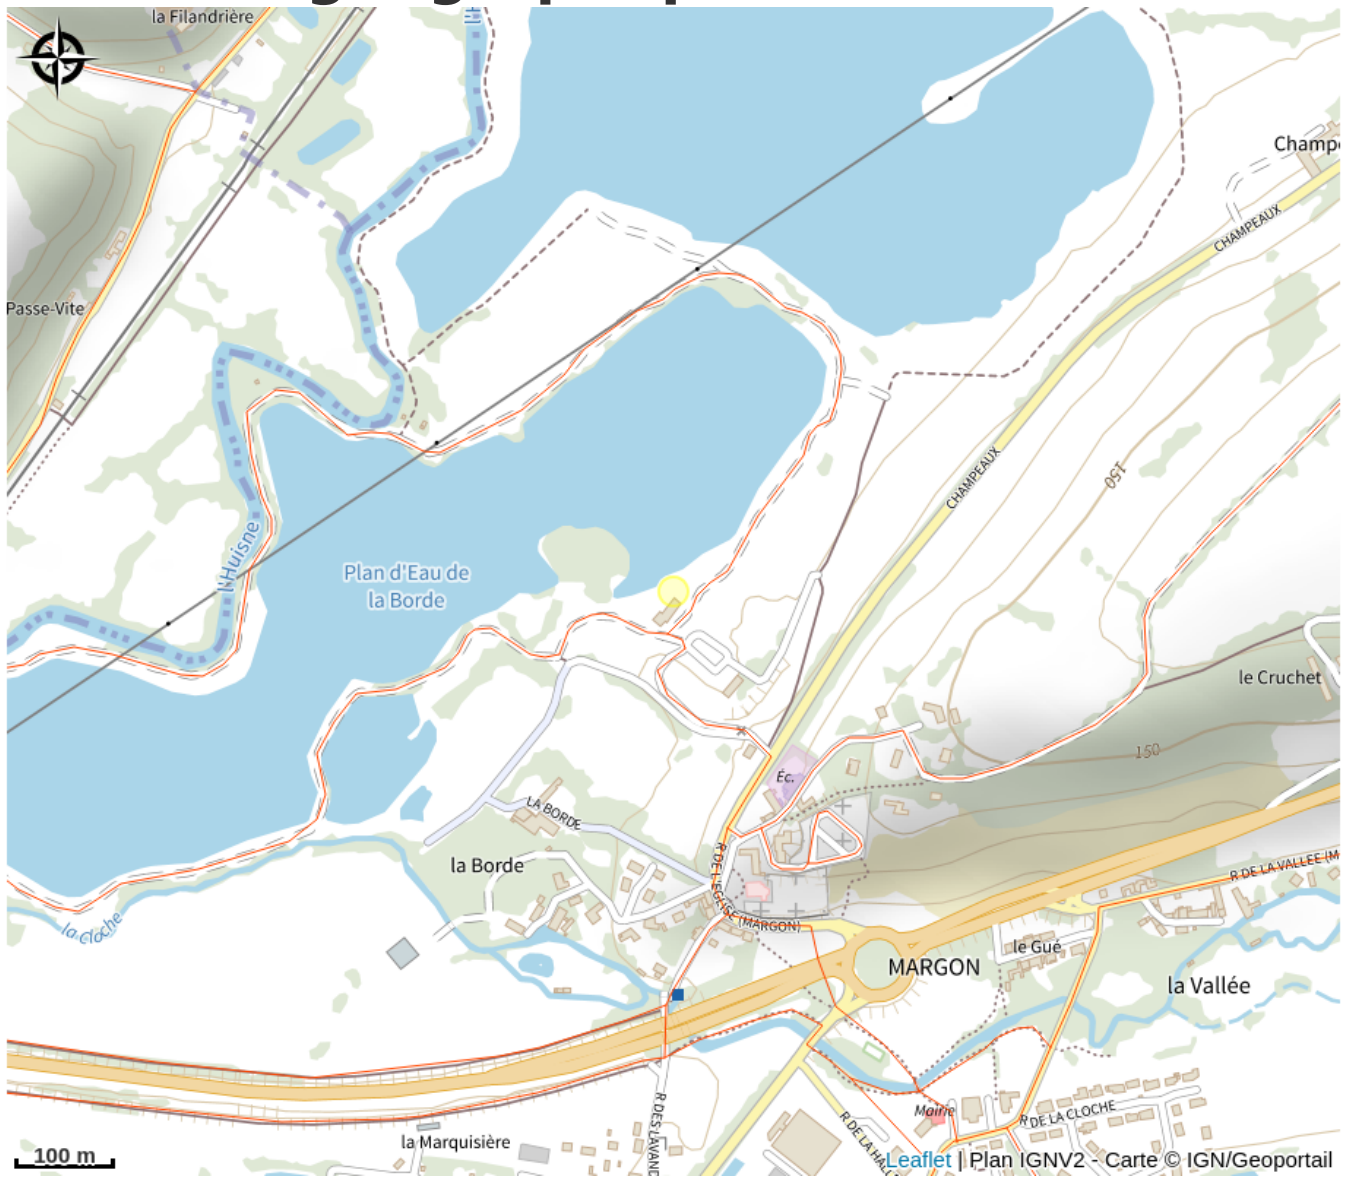 la Filandrière
Champ
CHAMPEAUX
Passe-Vite
CHAMPEAUX
150
l'Huisne
Plan d'Eau de
la Borde
le Cruchet
150
Éc.
LA BORDE
la Borde
R DE L'EGLISE (MARGON)
R DE LA VALLEE (M
la Cloche
le Gué
MARGON
la Vallée
R DES LAVAND
Mairie
R DE LA CLOCHE
R DE LA HALL
la Marquisière
100 m
Leaflet | Plan IGNV2 - Carte © IGN/Geoportail